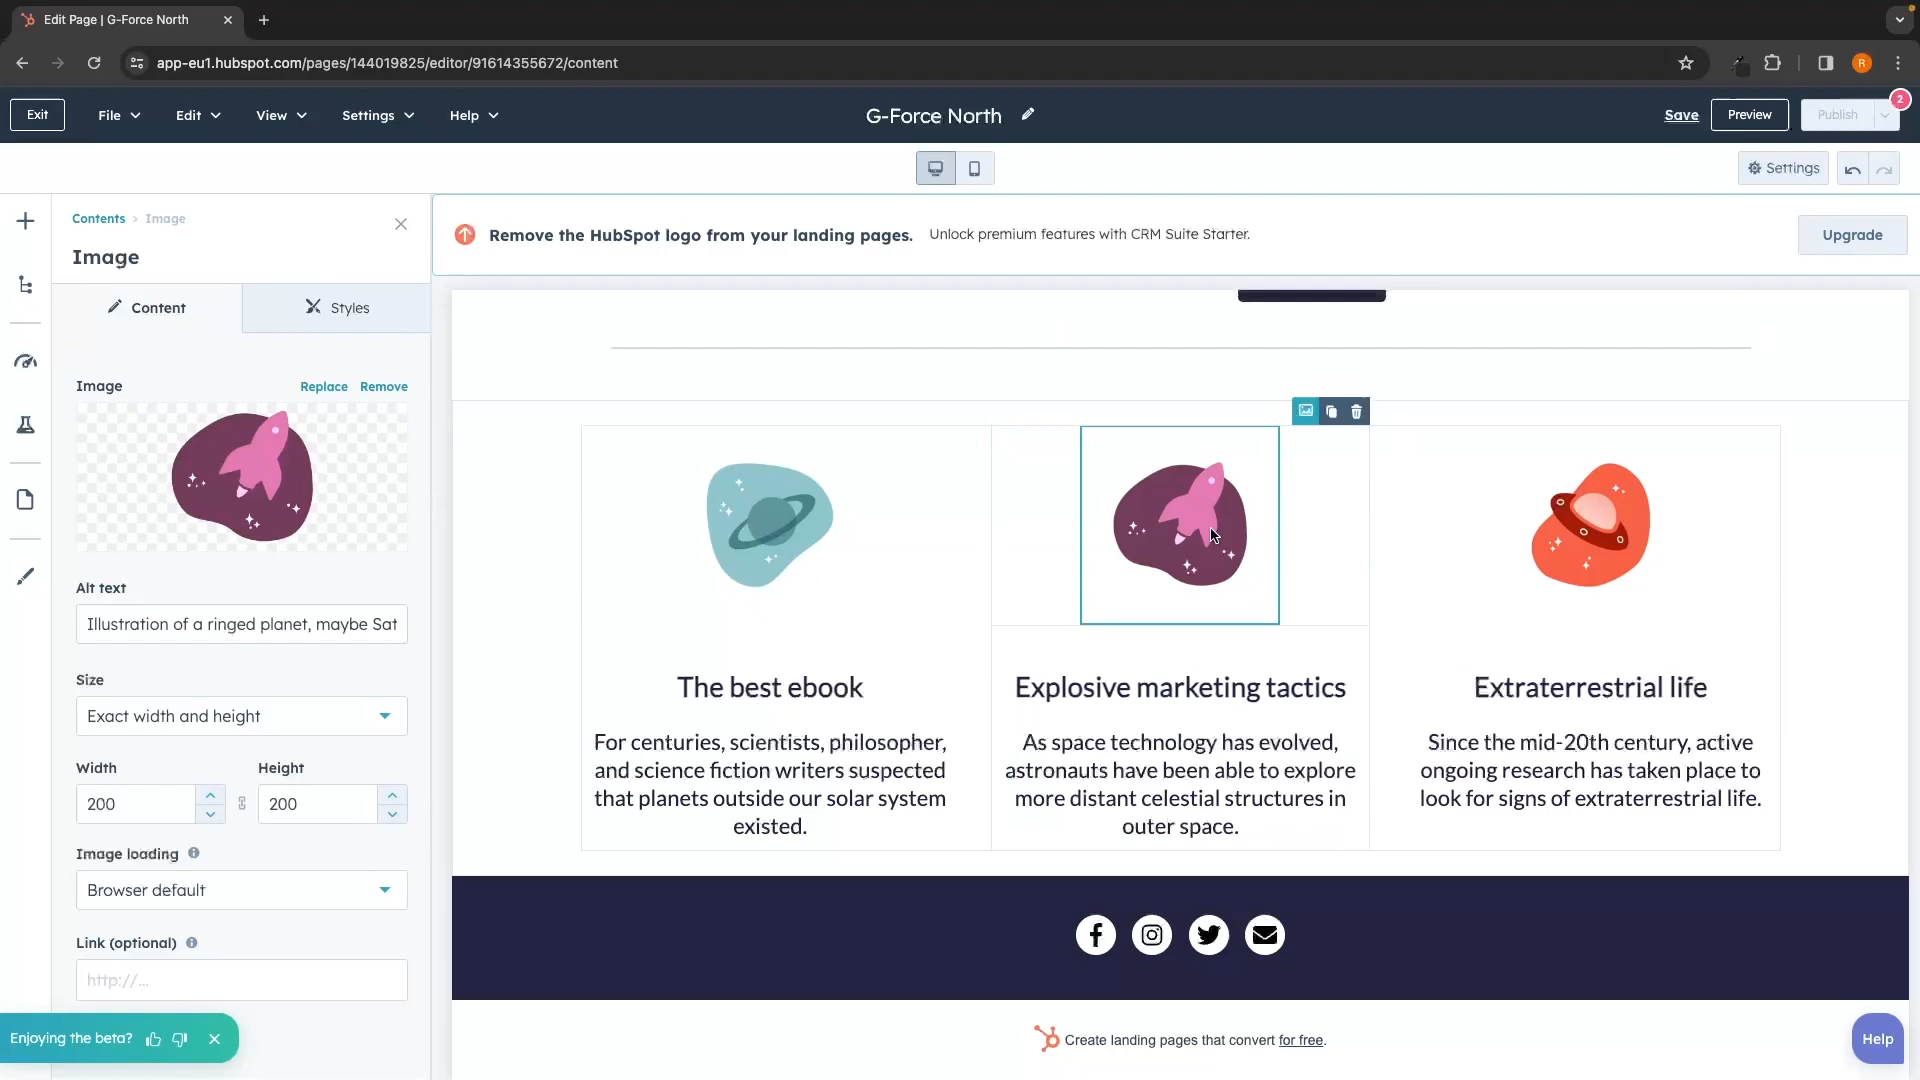 Edit Page | G-Force North
app-eu1.hubspot.com/pages/144019825/editor/91614355672/content
R
Exit
File
Edit
View
Settings
Help
G-Force North
Save
Preview
Publish
2
Settings
Contents > Image
Image
Content
Styles
Remove the HubSpot logo from your landing pages.
Unlock premium features with CRM Suite Starter.
Upgrade
Image
Replace
Remove
Alt text
Illustration of a ringed planet, maybe Sat
Size
Exact width and height
Width
Height
200
200
Image loading
Browser default
Link (optional)
http://...
Enjoying the beta?
The best ebook
For centuries, scientists, philosopher,
and science fiction writers suspected
that planets outside our solar system
existed.
Explosive marketing tactics
As space technology has evolved,
astronauts have been able to explore
more distant celestial structures in
outer space.
Extraterrestrial life
Since the mid-20th century, active
ongoing research has taken place to
look for signs of extraterrestrial life.
Create landing pages that convert for free.
Help